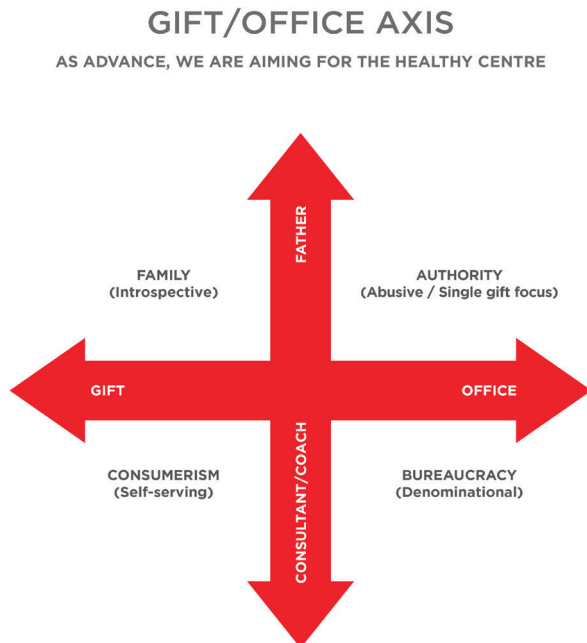 GIFT/OFFICE AXIS
AS ADVANCE, WE ARE AIMING FOR THE HEALTHY CENTRE
FATHER
FAMILY
(Introspective)
AUTHORITY
(Abusive / Single gift focus)
GIFT
OFFICE
CONSUMERISM
(Self-serving)
CONSULTANT/COACH
BUREAUCRACY
(Denominational)